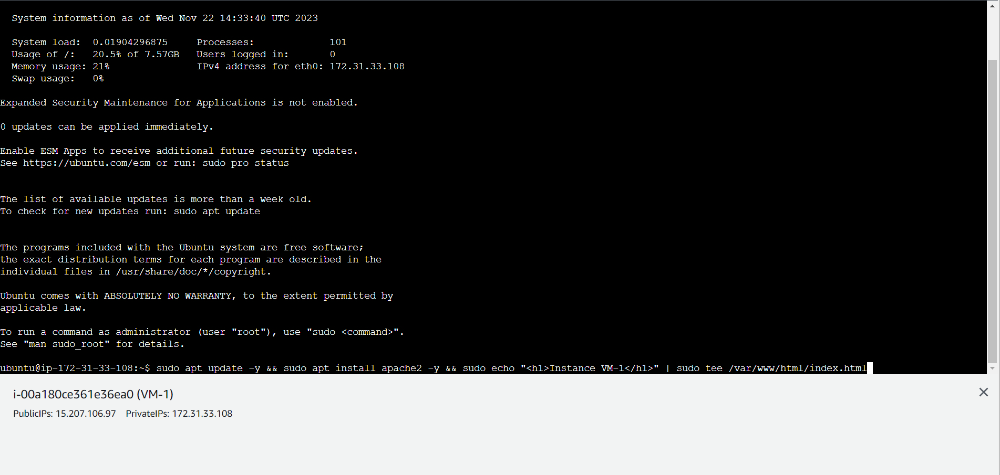 System information as of Wed Nov 22 14:33:40 UTC 2023
System load:  0.01904296875     Processes:             101
Usage of /:   20.5% of 7.57GB   Users logged in:       0
Memory usage: 21%               IPv4 address for eth0: 172.31.33.108
Swap usage:   0%
Expanded Security Maintenance for Applications is not enabled.
0 updates can be applied immediately.
Enable ESM Apps to receive additional future security updates.
See https://ubuntu.com/esm or run: sudo pro status
The list of available updates is more than a week old.
To check for new updates run: sudo apt update
The programs included with the Ubuntu system are free software;
the exact distribution terms for each program are described in the
individual files in /usr/share/doc/*/copyright.
Ubuntu comes with ABSOLUTELY NO WARRANTY, to the extent permitted by
applicable law.
To run a command as administrator (user "root"), use "sudo <command>".
See "man sudo_root" for details.
ubuntu@ip-172-31-33-108:~$ sudo apt update -y && sudo apt install apache2 -y && sudo echo "<h1>Instance VM-1</h1>" | sudo tee /var/www/html/index.html
i-00a180ce361e36ea0 (VM-1)
PublicIPs: 15.207.106.97    PrivateIPs: 172.31.33.108